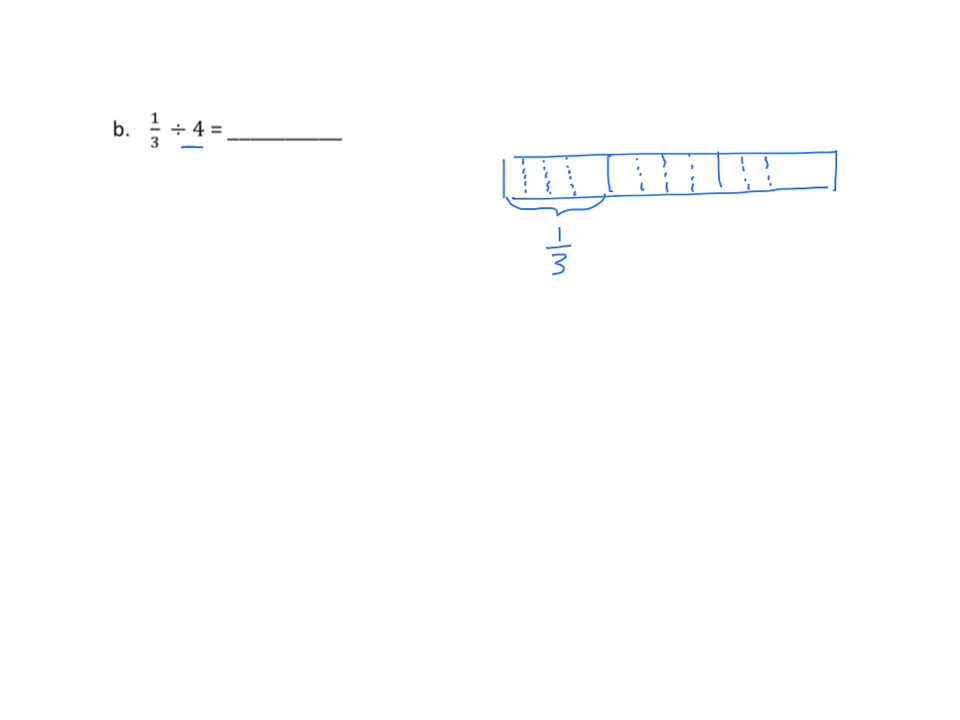 b. 1/3 ÷ 4 = __________
1/3